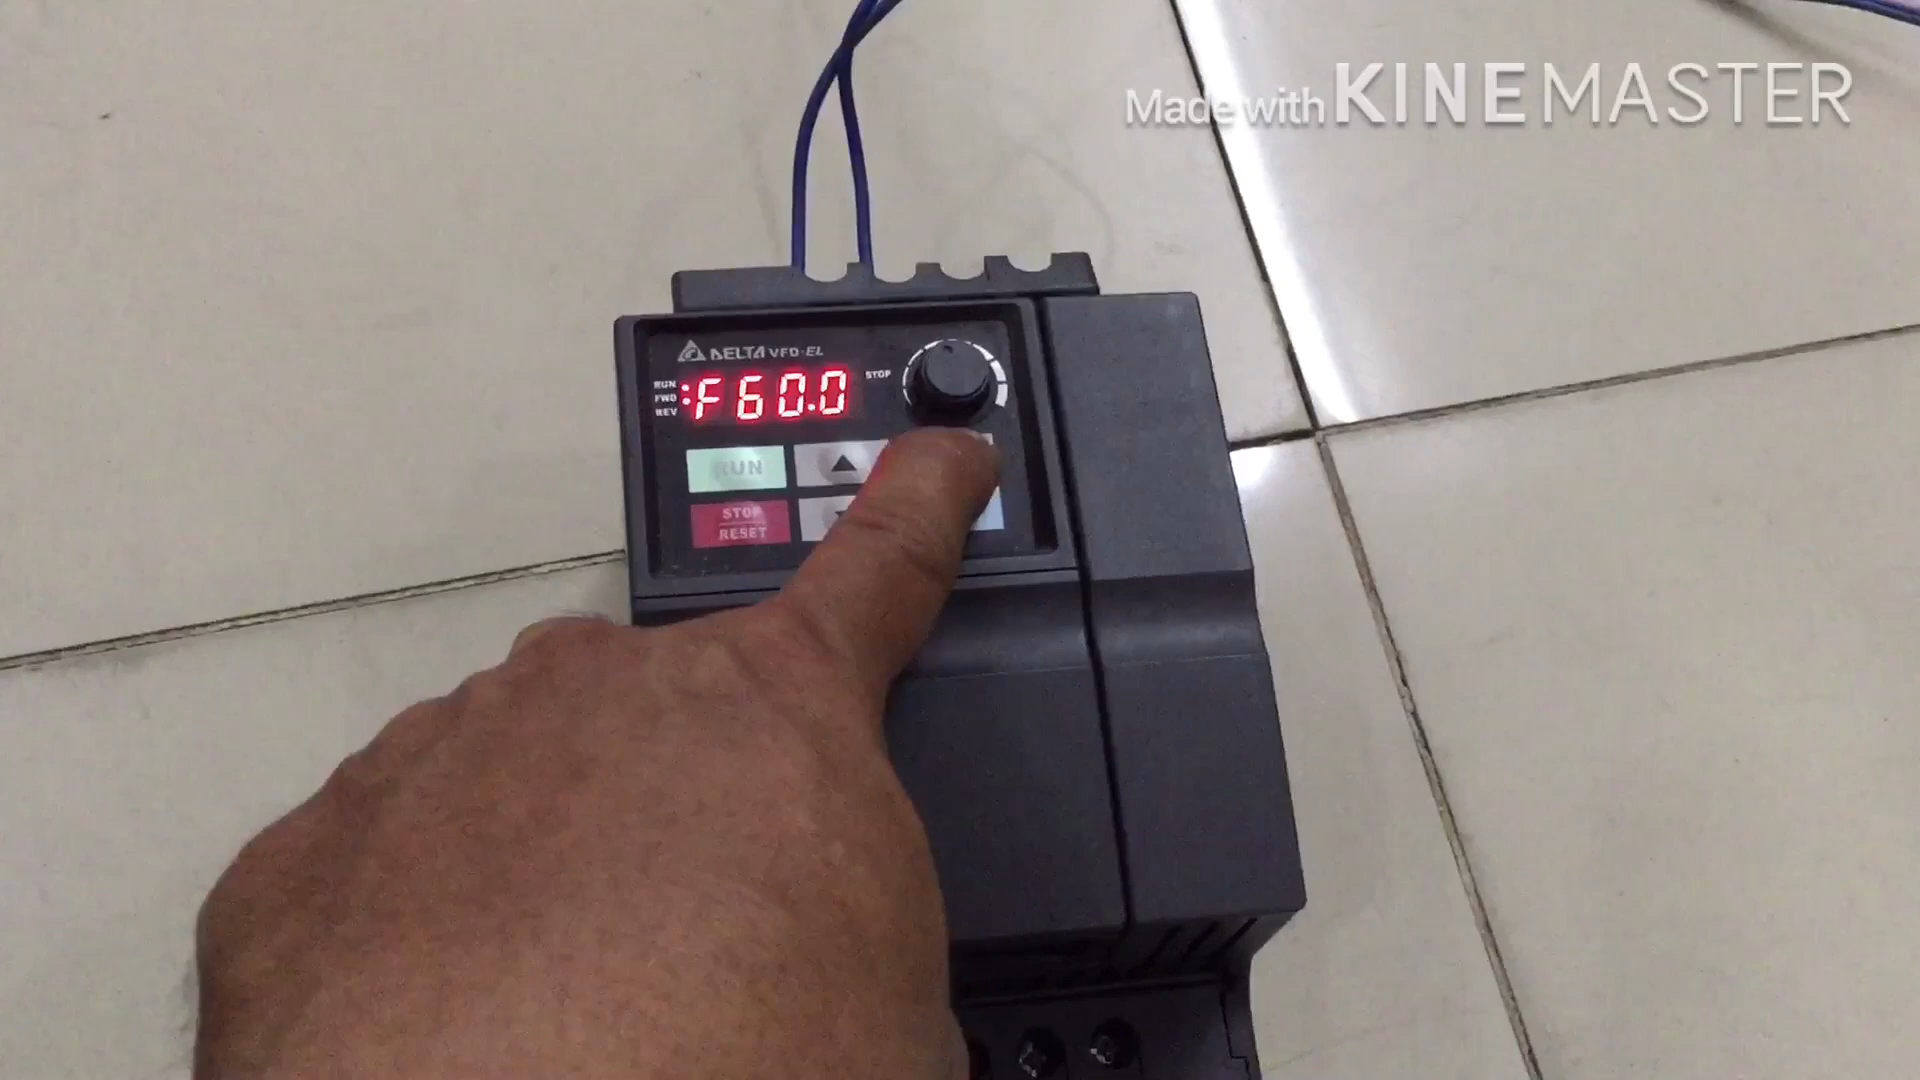 Made with KINEMASTER
DELTA VFD-EL
RUN
FWD
REV
F60.0
STOP
RUN
STOP
RESET